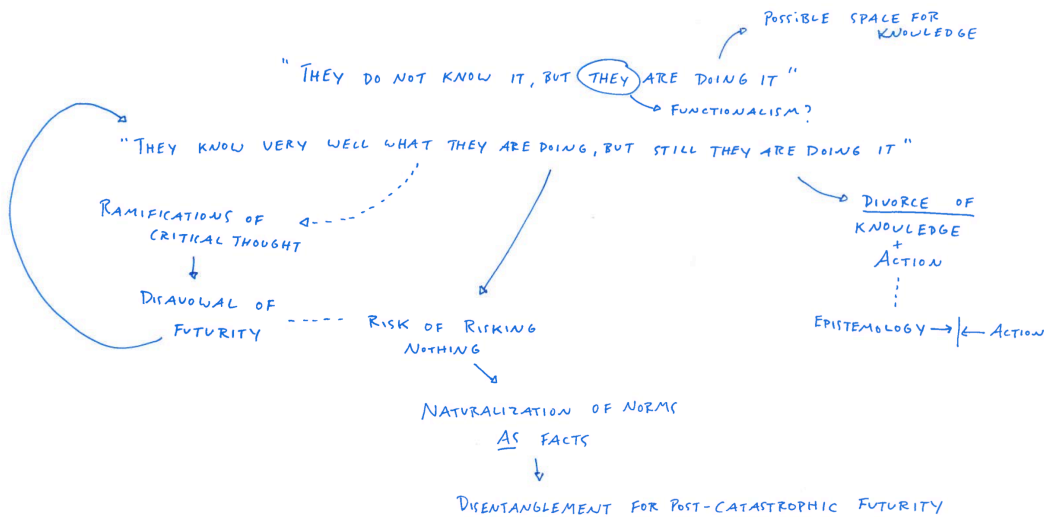 POSSIBLE SPACE FOR
KNOWLEDGE
"THEY DO NOT KNOW IT, BUT THEY ARE DOING IT"
FUNCTIONALISM?
"THEY KNOW VERY WELL WHAT THEY ARE DOING, BUT STILL THEY ARE DOING IT"
RAMIFICATIONS OF
CRITICAL THOUGHT
DIVORCE OF
KNOWLEDGE
+
ACTION
DISAVOWAL OF
FUTURITY
RISK OF RISKING
NOTHING
EPISTEMOLOGY ACTION
NATURALIZATION OF NORMS
AS FACTS
DISENTANGLEMENT FOR POST-CATASTROPHIC FUTURITY